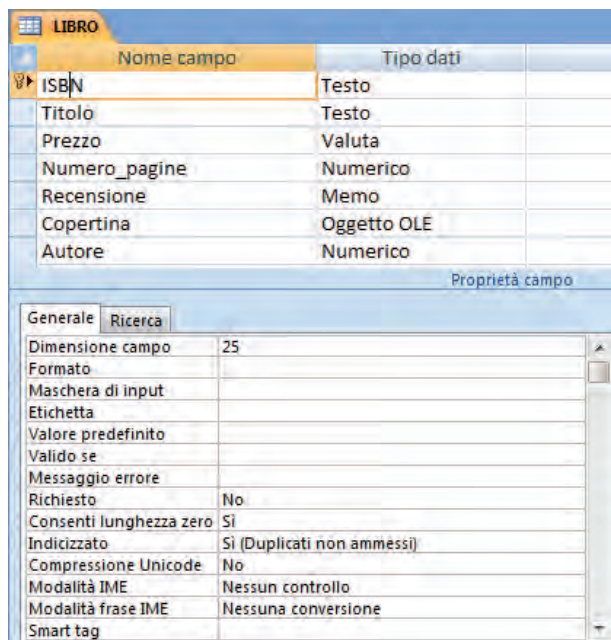 LIBRO
Nome campo Tipo dati
ISBN Testo
Titolo Testo
Prezzo Valuta
Numero_pagine Numerico
Recensione Memo
Copertina Oggetto OLE
Autore Numerico
Proprietà campo
Generale Ricerca
Dimensione campo 25
Formato
Maschera di input
Etichetta
Valore predefinito
Valido se
Messaggio errore
Richiesto No
Consenti lunghezza zero Sì
Indicizzato Sì (Duplicati non ammessi)
Compressione Unicode No
Modalità IME Nessun controllo
Modalità frase IME Nessuna conversione
Smart tag